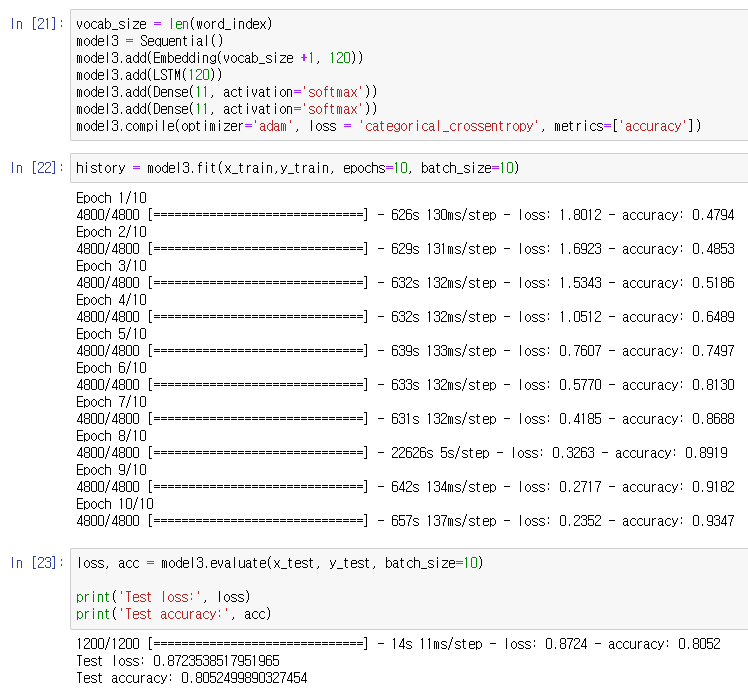 In [21]:
vocab_size = len(word_index)
model3 = Sequential()
model3.add(Embedding(vocab_size +1, 120))
model3.add(LSTM(120))
model3.add(Dense(11, activation='softmax'))
model3.add(Dense(11, activation='softmax'))
model3.compile(optimizer='adam', loss = 'categorical_crossentropy', metrics=['accuracy'])
In [22]:
history = model3.fit(x_train,y_train, epochs=10, batch_size=10)
Epoch 1/10
4800/4800 [==============================] - 626s 130ms/step - loss: 1.8012 - accuracy: 0.4794
Epoch 2/10
4800/4800 [==============================] - 629s 131ms/step - loss: 1.6923 - accuracy: 0.4853
Epoch 3/10
4800/4800 [==============================] - 632s 132ms/step - loss: 1.5343 - accuracy: 0.5186
Epoch 4/10
4800/4800 [==============================] - 632s 132ms/step - loss: 1.0512 - accuracy: 0.6489
Epoch 5/10
4800/4800 [==============================] - 639s 133ms/step - loss: 0.7607 - accuracy: 0.7497
Epoch 6/10
4800/4800 [==============================] - 633s 132ms/step - loss: 0.5770 - accuracy: 0.8130
Epoch 7/10
4800/4800 [==============================] - 631s 132ms/step - loss: 0.4185 - accuracy: 0.8688
Epoch 8/10
4800/4800 [==============================] - 22626s 5s/step - loss: 0.3263 - accuracy: 0.8919
Epoch 9/10
4800/4800 [==============================] - 642s 134ms/step - loss: 0.2717 - accuracy: 0.9182
Epoch 10/10
4800/4800 [==============================] - 657s 137ms/step - loss: 0.2352 - accuracy: 0.9347
In [23]:
loss, acc = model3.evaluate(x_test, y_test, batch_size=10)
print('Test loss:', loss)
print('Test accuracy:', acc)
1200/1200 [==============================] - 14s 11ms/step - loss: 0.8724 - accuracy: 0.8052
Test loss: 0.8723538517951965
Test accuracy: 0.8052499890327454